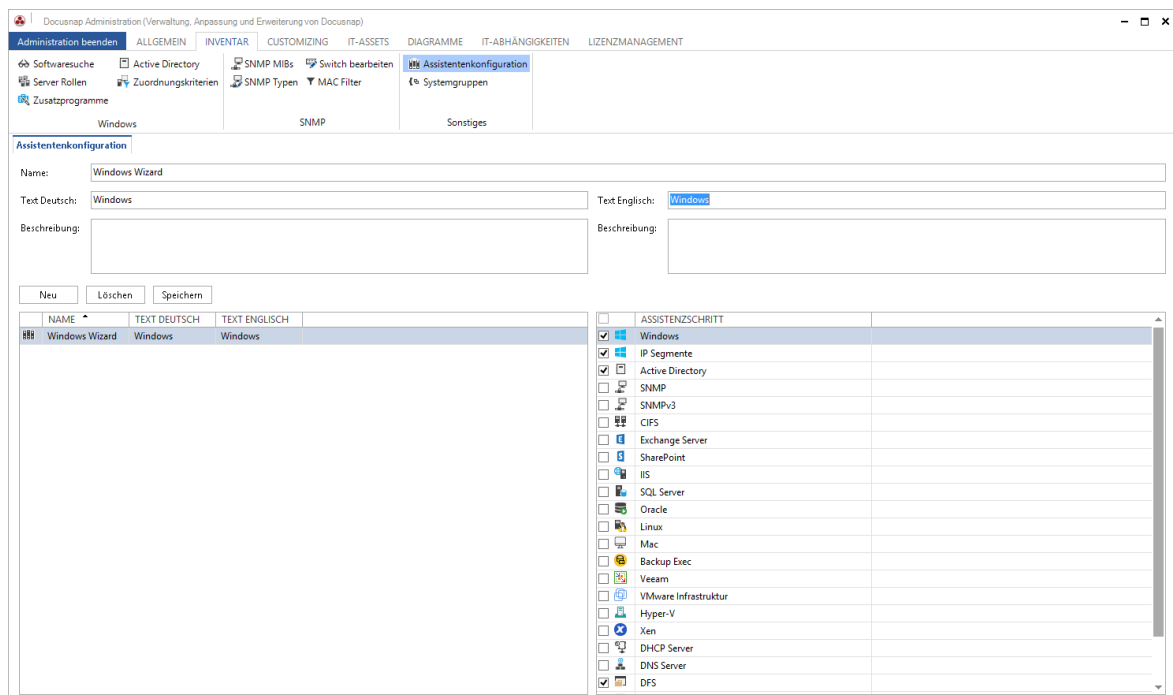 Docusnap Administration (Verwaltung, Anpassung und Erweiterung von Docusnap)
Administration beenden ALLGEMEIN INVENTAR CUSTOMIZING IT-ASSETS DIAGRAMME IT-ABHÄNGIGKEITEN LIZENZMANAGEMENT
Softwaresuche Active Directory SNMP MIBs Switch bearbeiten Assistentenkonfiguration
Server Rollen Zuordnungskriterien SNMP Typen MAC Filter Systemgruppen
Zusatzprogramme
Windows SNMP Sonstiges
Assistentenkonfiguration
Name: Windows Wizard
Text Deutsch: Windows Text Englisch: Windows
Beschreibung: Beschreibung:
Neu Löschen Speichern
NAME TEXT DEUTSCH TEXT ENGLISCH ASSISTENZSCHRITT
Windows Wizard Windows Windows Windows
IP Segmente
Active Directory
SNMP
SNMPv3
CIFS
Exchange Server
SharePoint
IIS
SQL Server
Oracle
Linux
Mac
Backup Exec
Veeam
VMware Infrastruktur
Hyper-V
Xen
DHCP Server
DNS Server
DFS